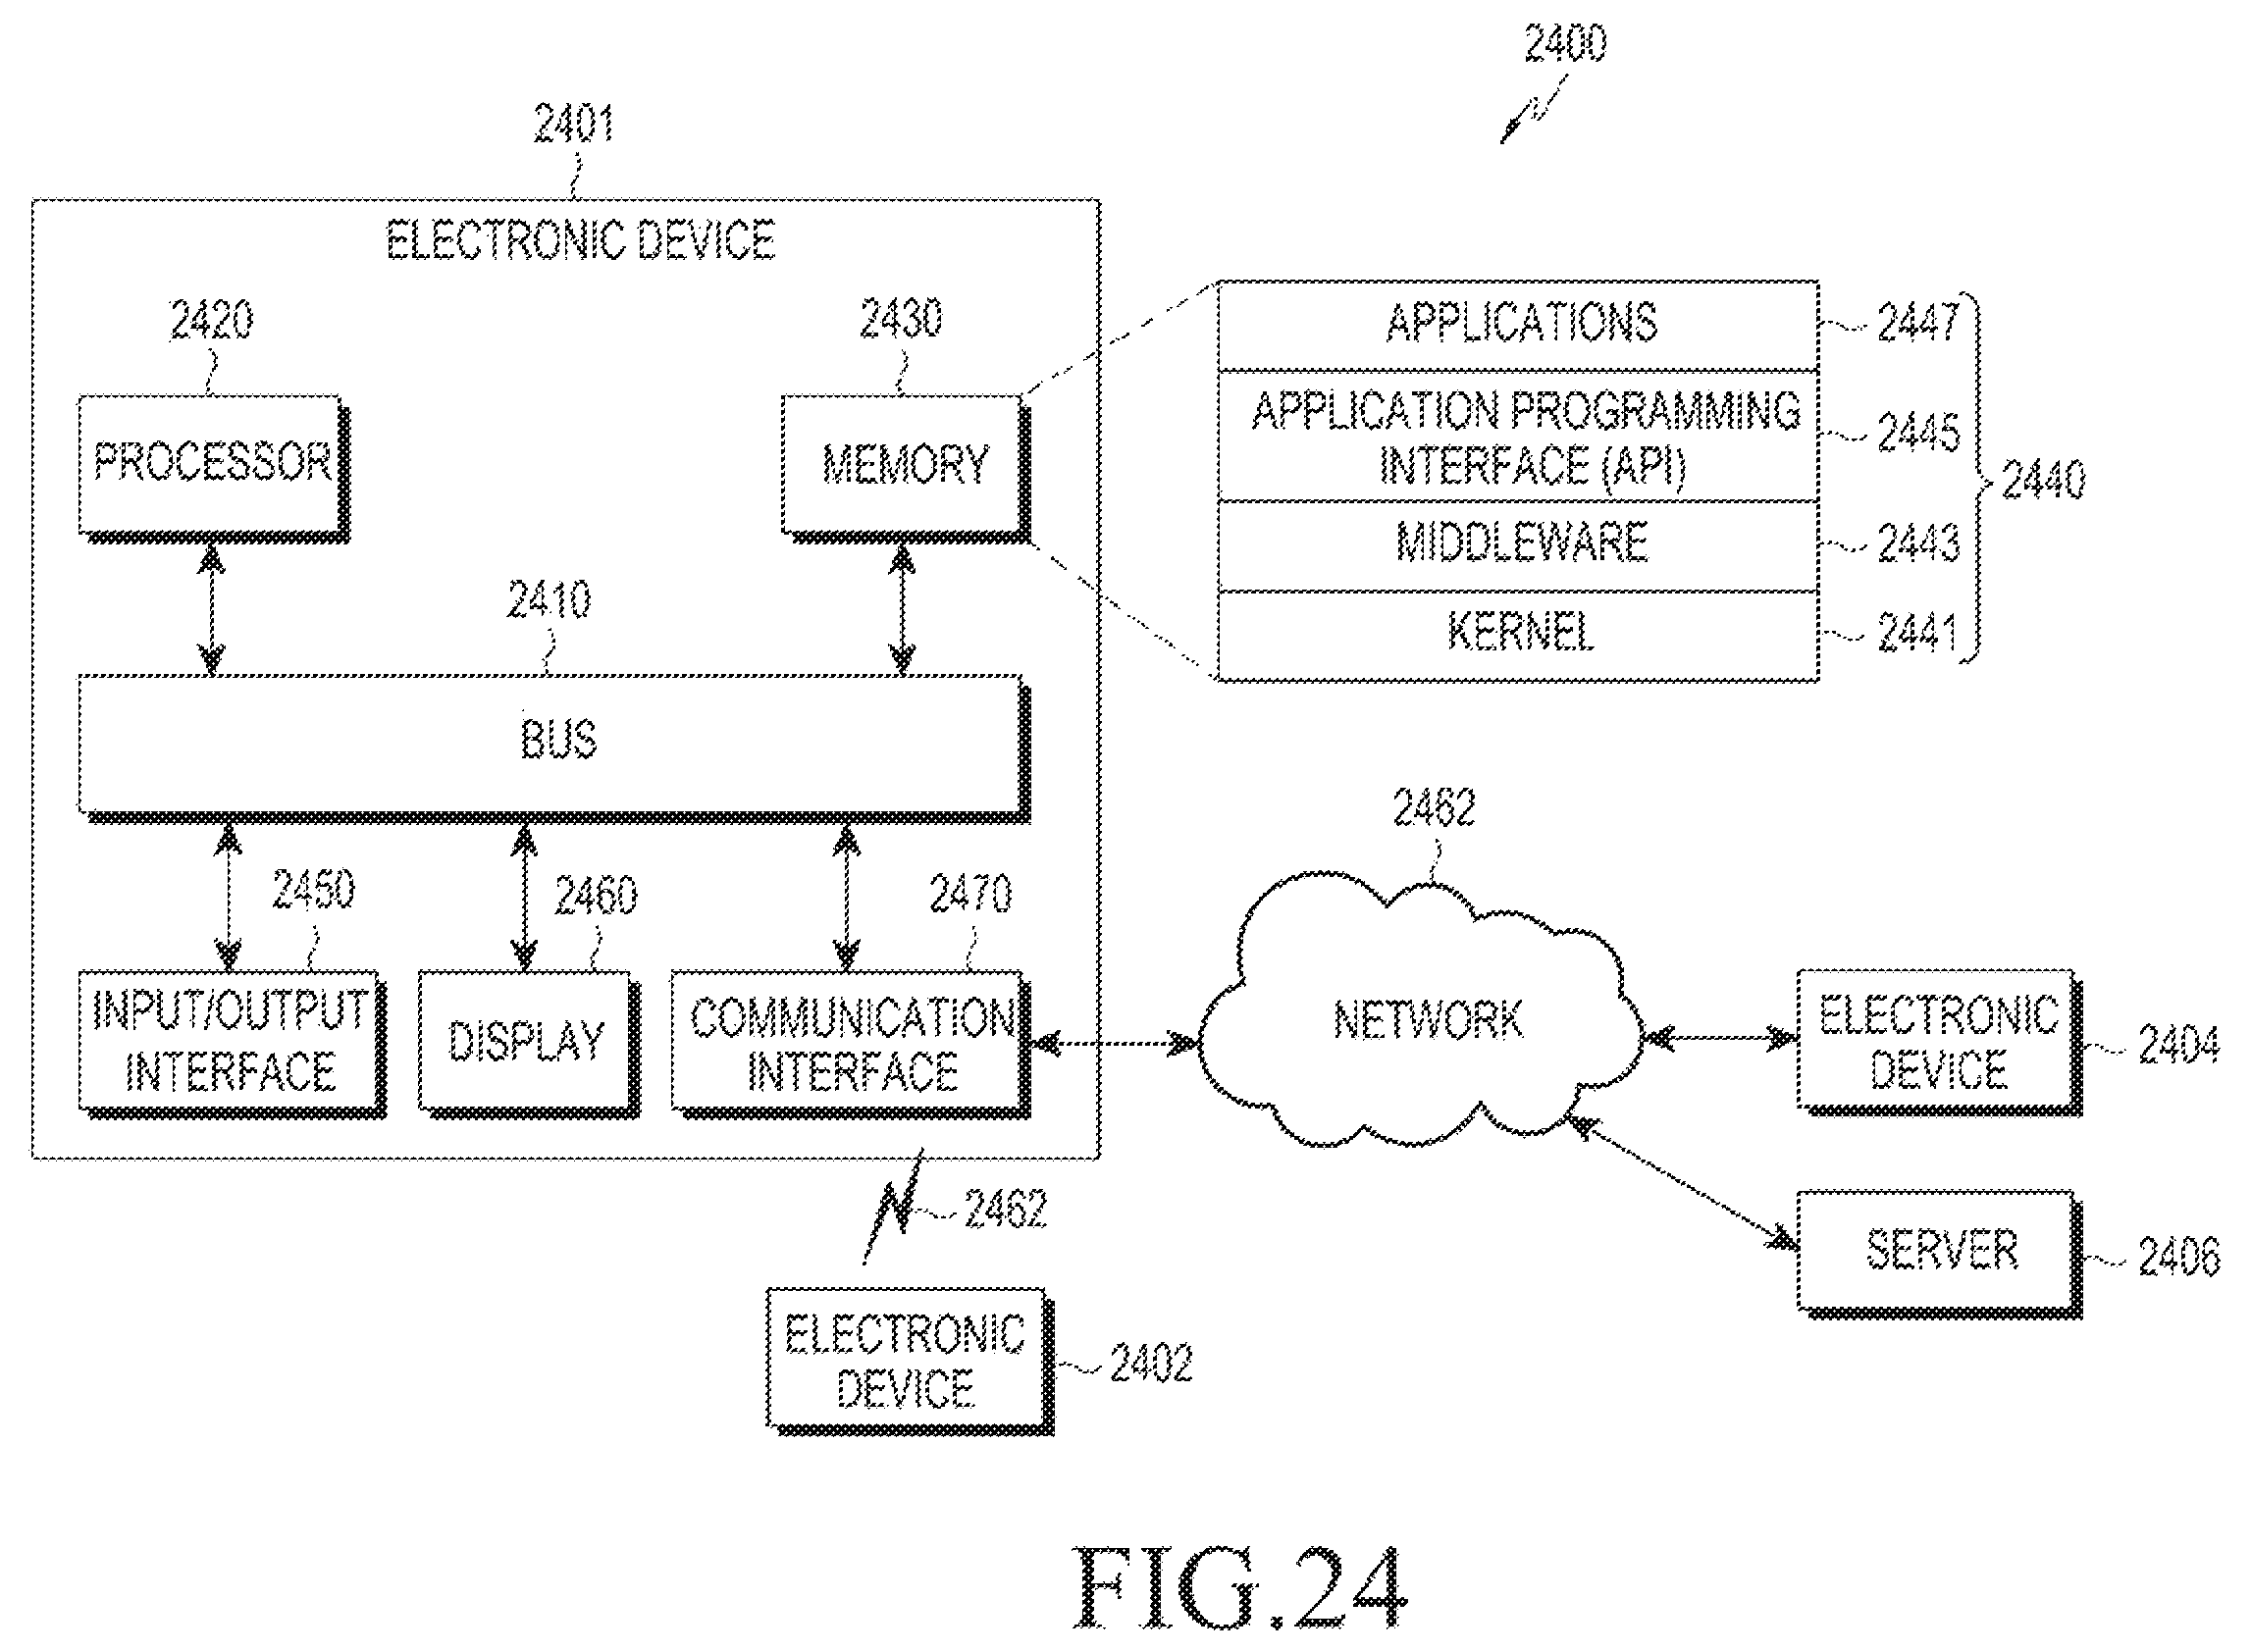 2400
2401
ELECTRONIC DEVICE
2420
2430
PROCESSOR
MEMORY
APPLICATIONS
2447
APPLICATION PROGRAMMING
INTERFACE (API)
2445
2440
MIDDLEWARE
2443
KERNEL
2441
2410
BUS
2450
2460
2470
INPUT/OUTPUT
INTERFACE
DISPLAY
COMMUNICATION
INTERFACE
2462
NETWORK
ELECTRONIC
DEVICE
2404
2462
SERVER
2406
ELECTRONIC
DEVICE
2402
FIG.24